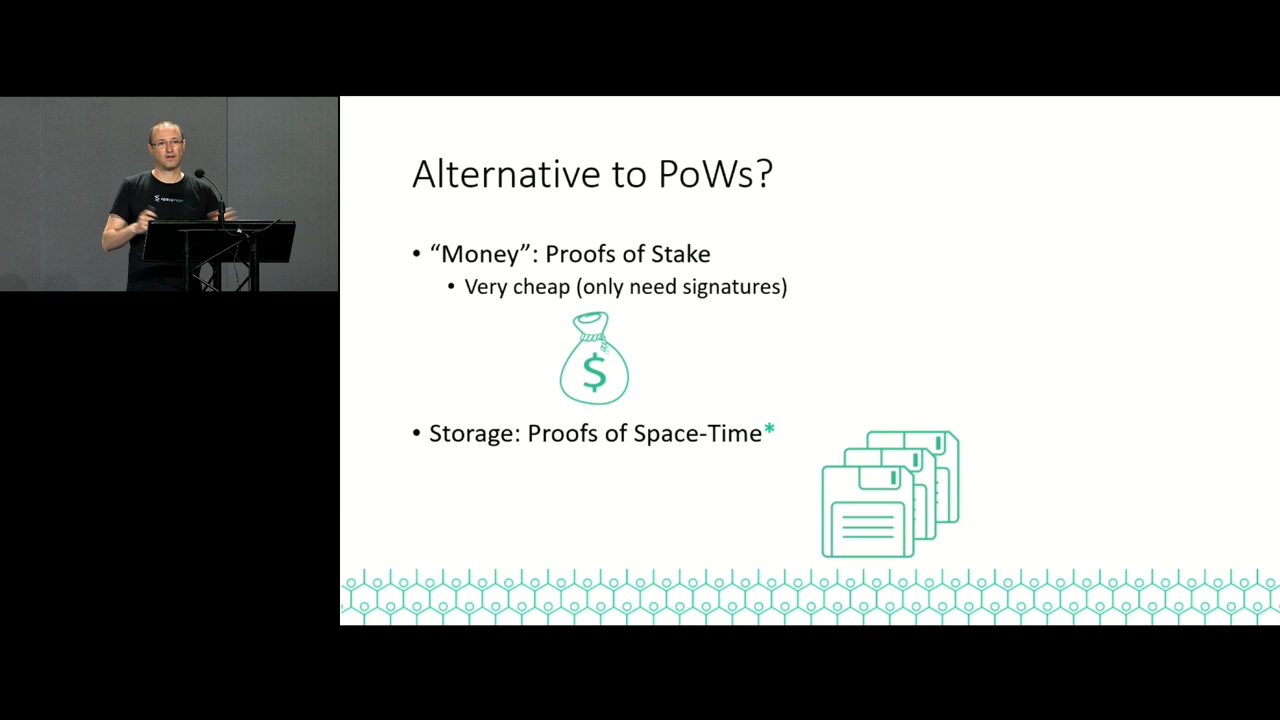 Alternative to PoWs?
• “Money”: Proofs of Stake
• Very cheap (only need signatures)
$
• Storage: Proofs of Space-Time*